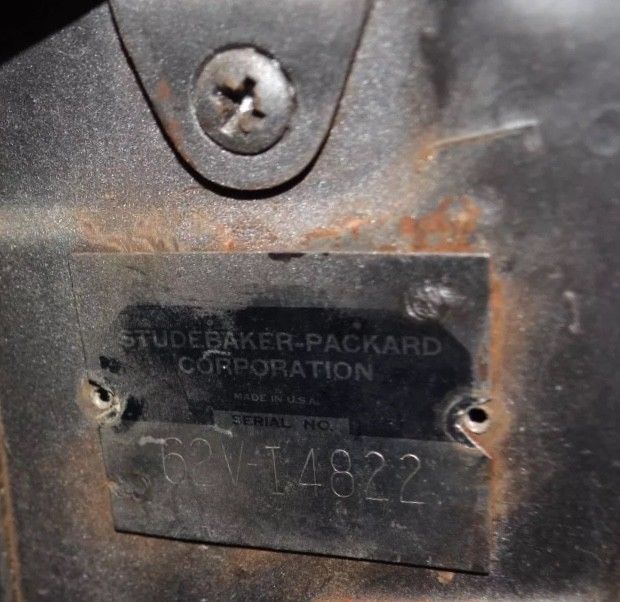 STUDEBAKER-PACKARD
CORPORATION
MADE IN U.S.A.
SERIAL NO.
62V-I4822